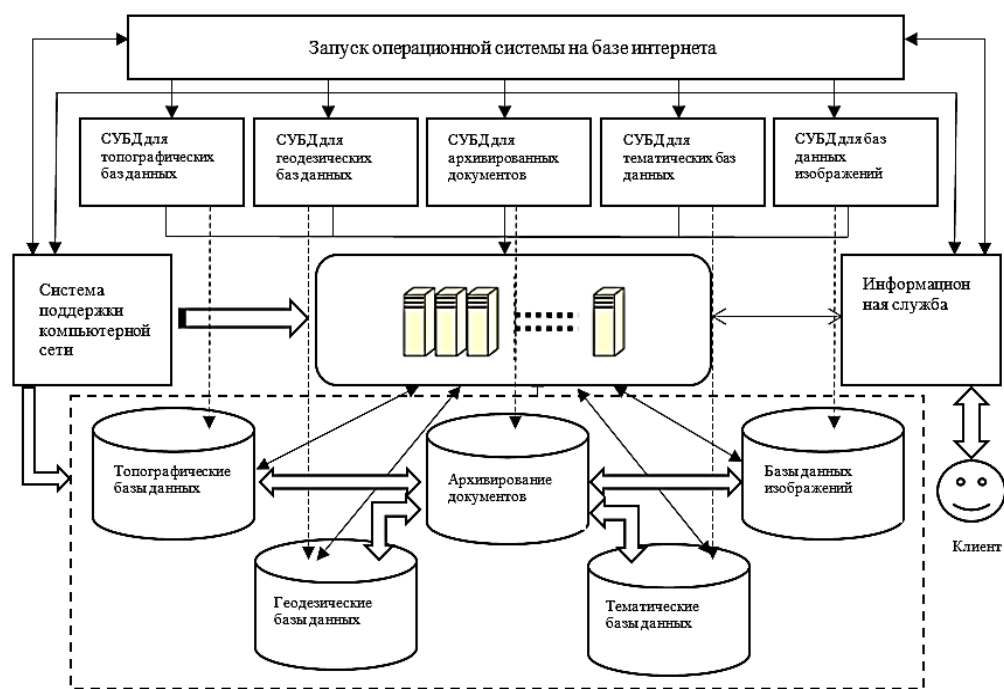 Запуск операционной системы на базе интернета
СУБД для
топографических
баз данных
СУБД для
геодезических
баз данных
СУБД для
архивированных
документов
СУБД для
тематических баз
данных
СУБД для баз
данных
изображений
Система
поддержки
компьютерной
сети
Информацион
ная служба
Топографические
базы данных
Архивирование
документов
Базы данных
изображений
Клиент
Геодезические
базы данных
Тематические
базы данных